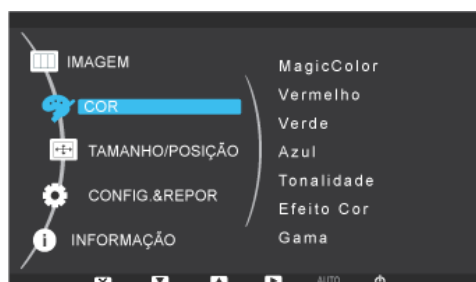 IMAGEM
COR
TAMANHO/POSIÇÃO
CONFIG.&REPOR
INFORMAÇÃO
MagicColor
Vermelho
Verde
Azul
Tonalidade
Efeito Cor
Gama
AUTO